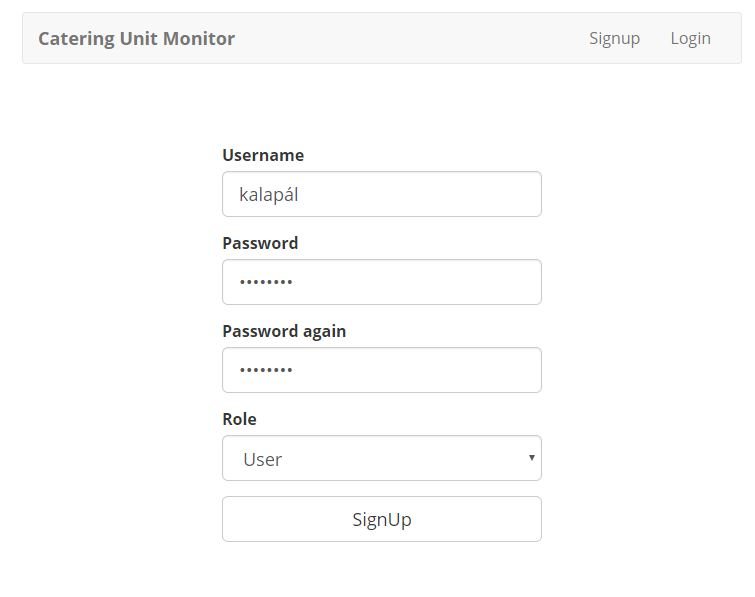 Catering Unit Monitor Signup Login
Username
kalapál
Password
••••••••
Password again
••••••••
Role
User
SignUp